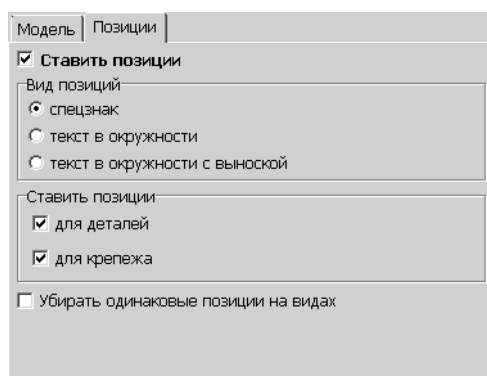 Модель Позиции
Ставить позиции
Вид позиций
спецзнак
текст в окружности
текст в окружности с выноской
Ставить позиции
для деталей
для крепежа
Убирать одинаковые позиции на видах